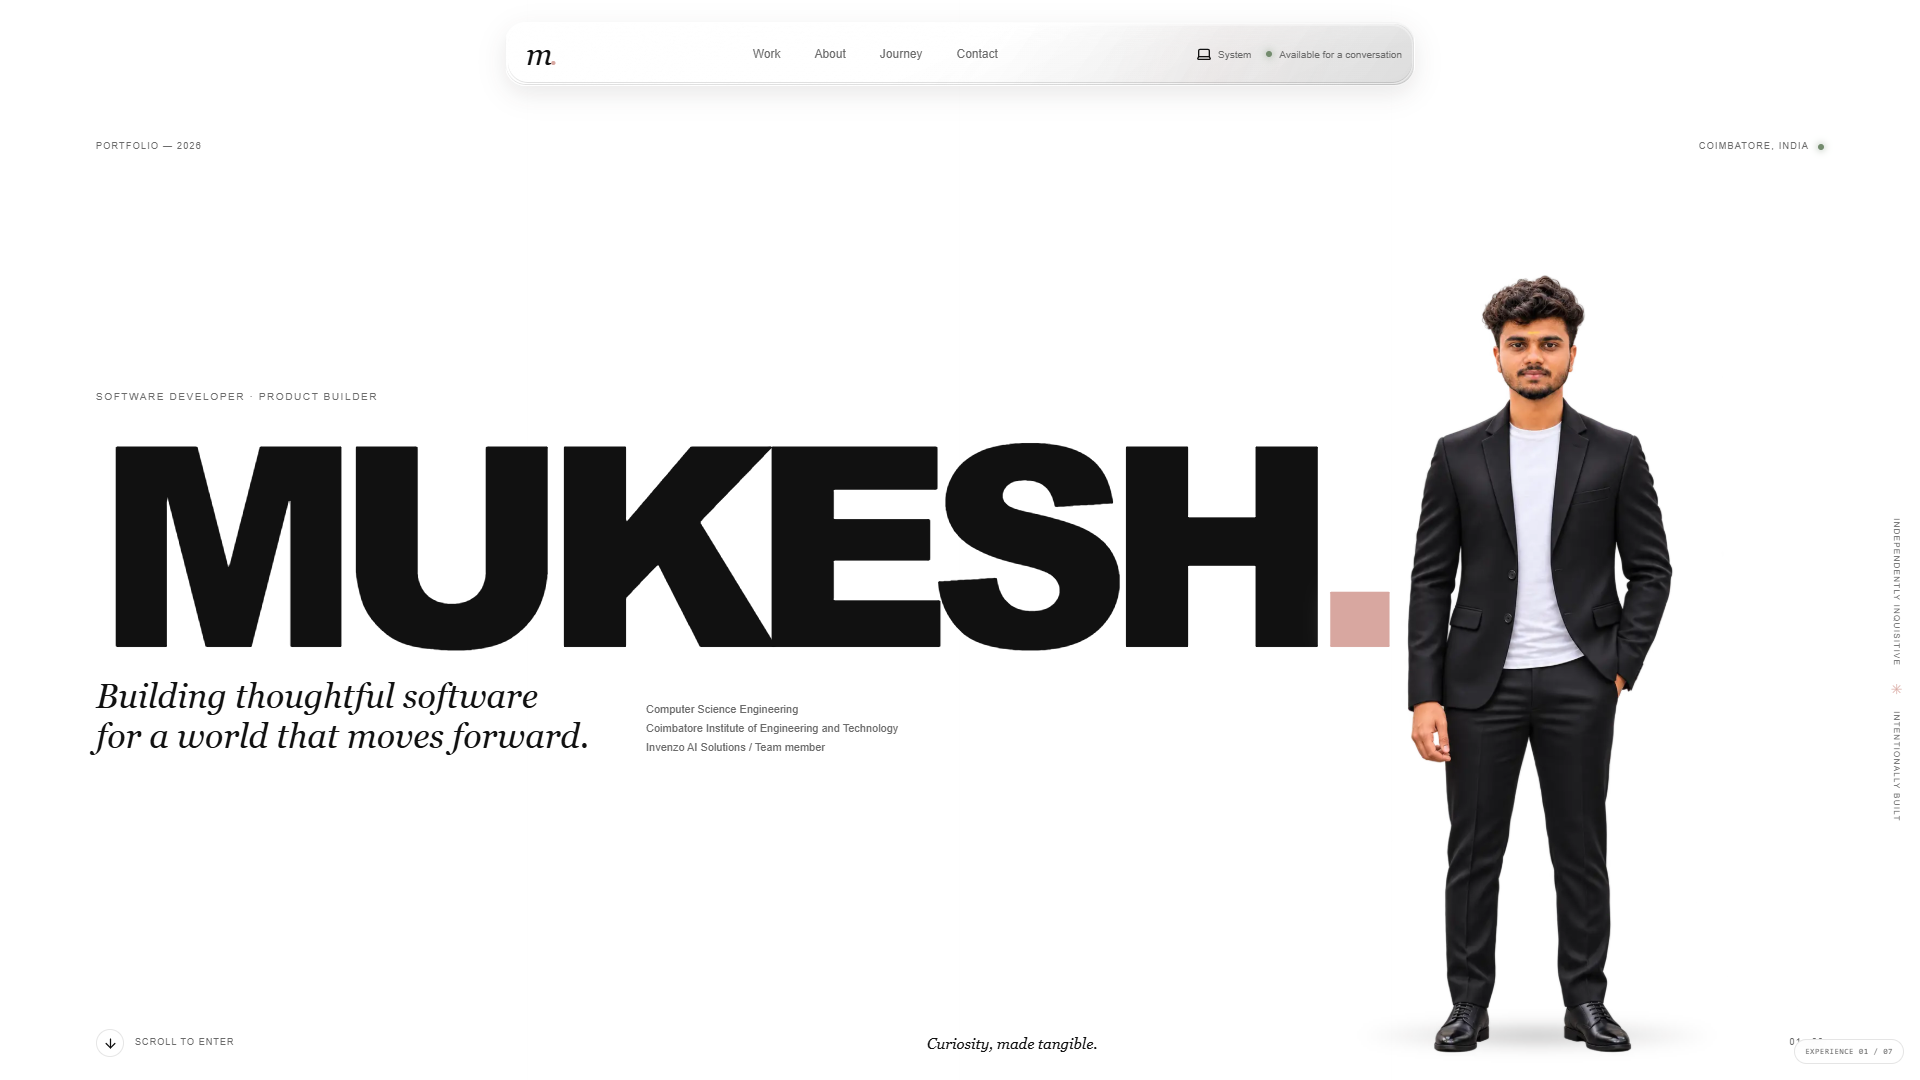 m.
Work
About
Journey
Contact
System
Available for a conversation
PORTFOLIO — 2026
COIMBATORE, INDIA
SOFTWARE DEVELOPER · PRODUCT BUILDER
MUKESH.
Building thoughtful software
for a world that moves forward.
Computer Science Engineering
Coimbatore Institute of Engineering and Technology
Invenzo AI Solutions / Team member
INDEPENDENTLY INQUISITIVE
INTENTIONALLY BUILT
SCROLL TO ENTER
Curiosity, made tangible.
EXPERIENCE 01 / 07